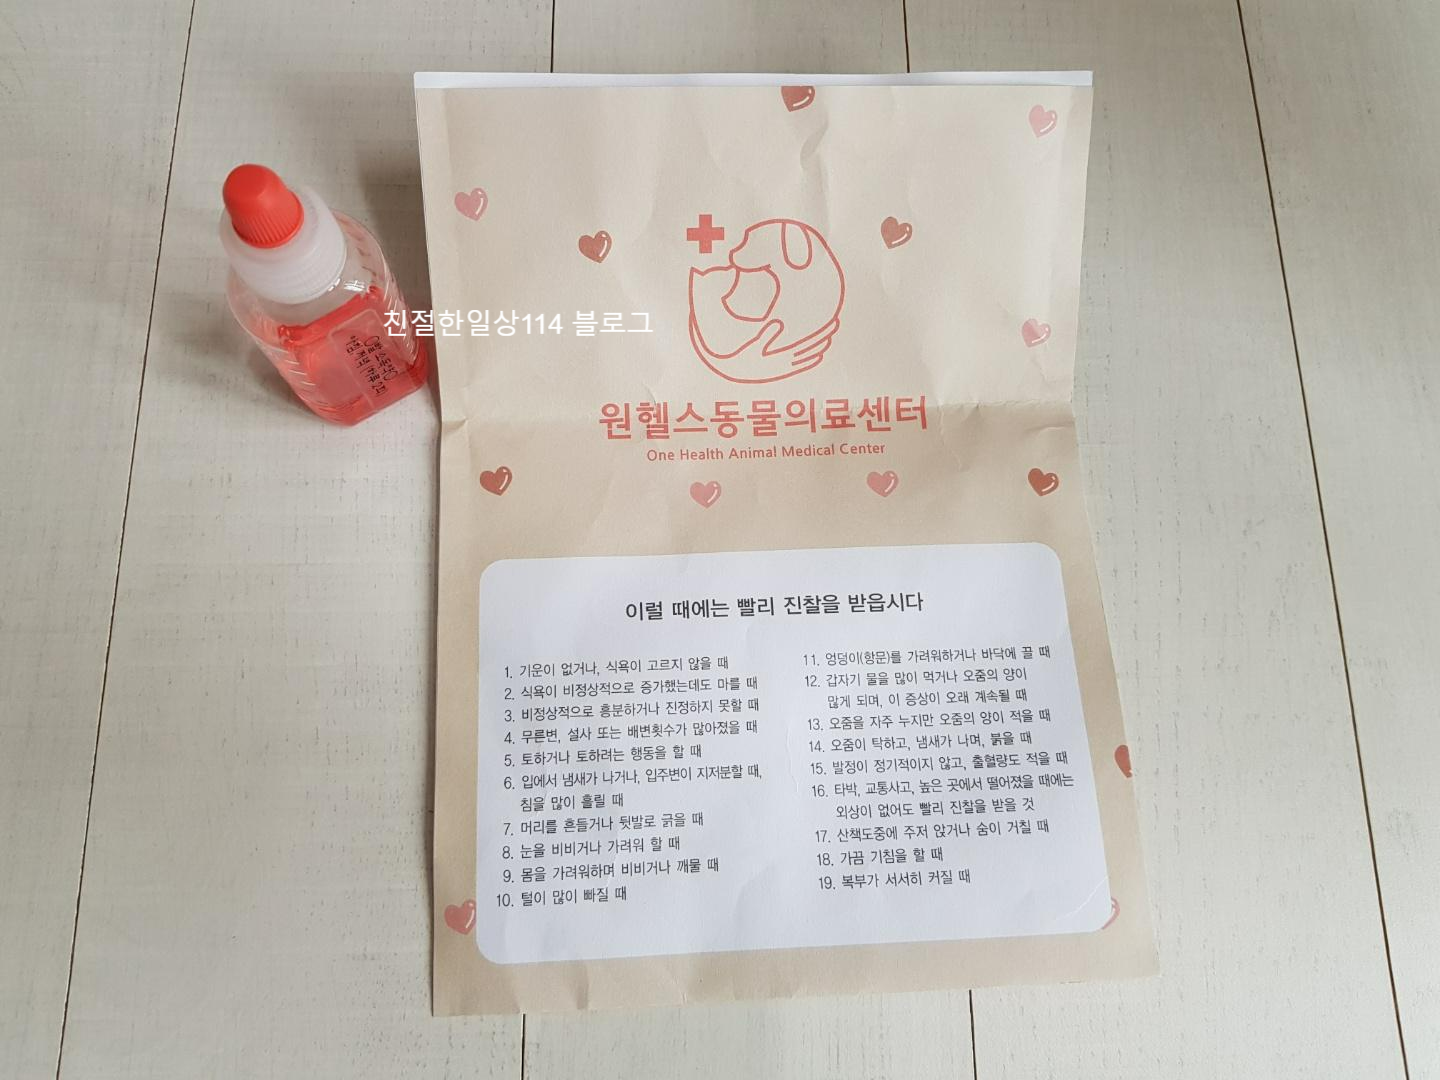 친절한일상114 블로그
원헬스동물의료센터
One Health Animal Medical Center
이럴 때에는 빨리 진찰을 받읍시다
1. 기운이 없거나, 식욕이 고르지 않을 때
2. 식욕이 비정상적으로 증가했는데도 마를 때
3. 비정상적으로 흥분하거나 진정하지 못할 때
4. 무른변, 설사 또는 배변횟수가 많아졌을 때
5. 토하거나 토하려는 행동을 할 때
6. 입에서 냄새가 나거나, 입주변이 지저분할 때,
침을 많이 흘릴 때
7. 머리를 흔들거나 뒷발로 긁을 때
8. 눈을 비비거나 가려워 할 때
9. 몸을 가려워하며 비비거나 깨물 때
10. 털이 많이 빠질 때
11. 엉덩이(항문)를 가려워하거나 바닥에 끌 때
12. 갑자기 물을 많이 먹거나 오줌의 양이
많게 되며, 이 증상이 오래 계속될 때
13. 오줌을 자주 누지만 오줌의 양이 적을 때
14. 오줌이 탁하고, 냄새가 나며, 붉을 때
15. 발정이 정기적이지 않고, 출혈량도 적을 때
16. 타박, 교통사고, 높은 곳에서 떨어졌을 때에는
외상이 없어도 빨리 진찰을 받을 것
17. 산책도중에 주저 앉거나 숨이 거칠 때
18. 가끔 기침을 할 때
19. 복부가 서서히 커질 때